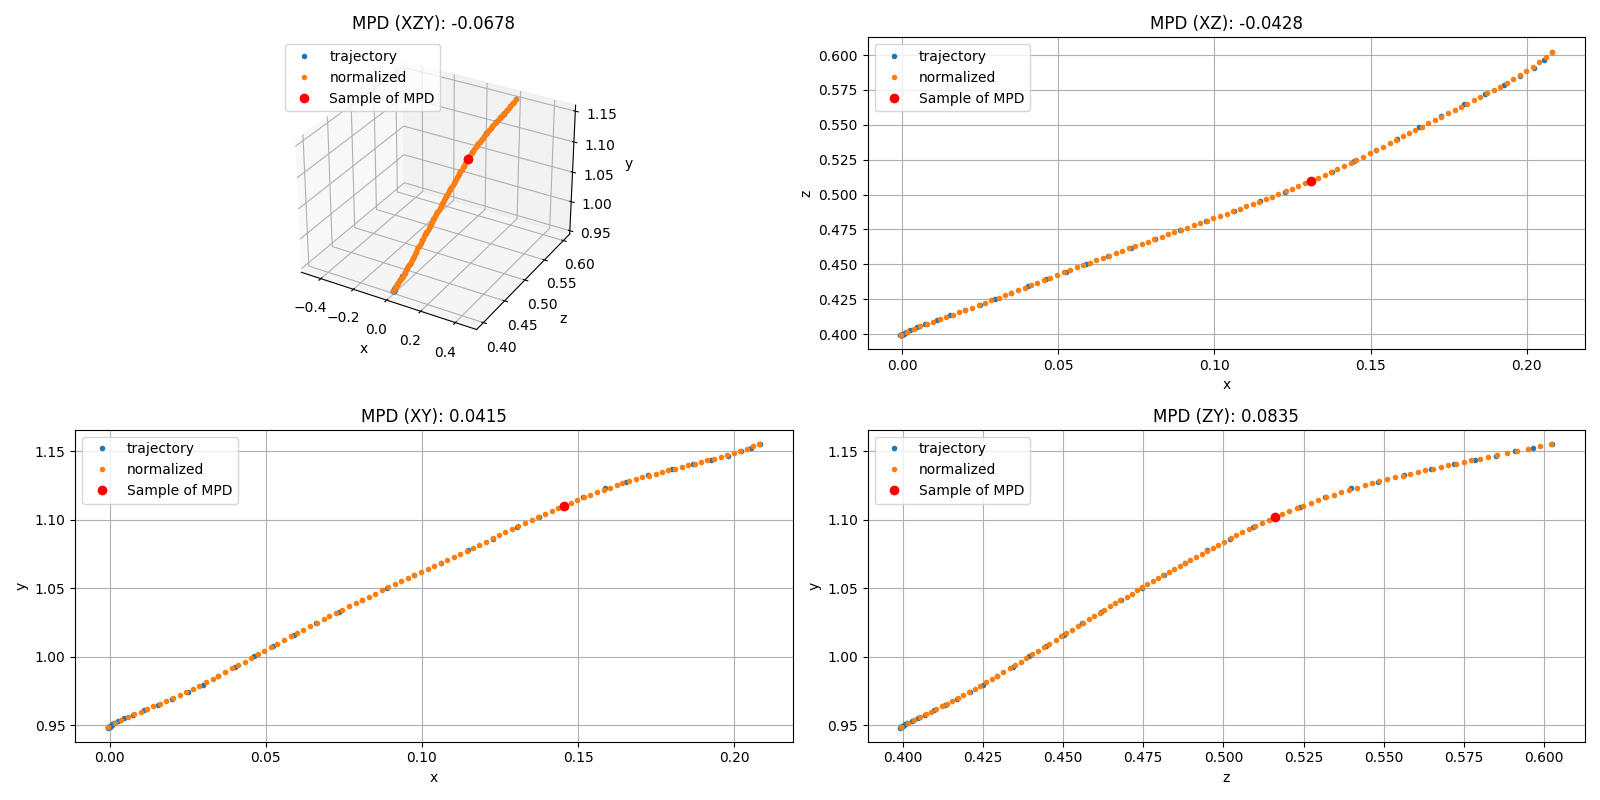 MPD (XZY): -0.0678
trajectory
normalized
Sample of MPD
1.15
1.10
1.05
1.00
0.95
y
0.60
0.55
0.50
0.45
0.40
z
−0.4
−0.2
0.0
0.2
0.4
x
MPD (XZ): -0.0428
trajectory
normalized
Sample of MPD
0.600
0.575
0.550
0.525
0.500
0.475
0.450
0.425
0.400
z
0.00 0.05 0.10 0.15 0.20
x
MPD (XY): 0.0415
trajectory
normalized
Sample of MPD
1.15
1.10
1.05
1.00
0.95
y
0.00 0.05 0.10 0.15 0.20
x
MPD (ZY): 0.0835
trajectory
normalized
Sample of MPD
1.15
1.10
1.05
1.00
0.95
y
0.400 0.425 0.450 0.475 0.500 0.525 0.550 0.575 0.600
z